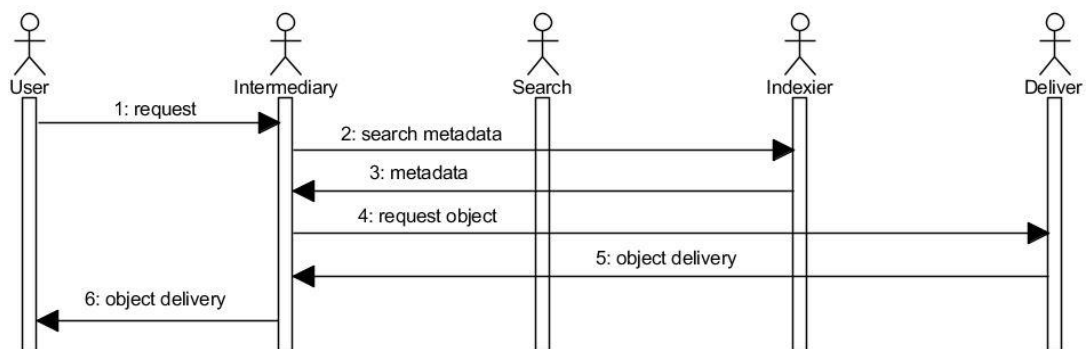 User
Intermediary
Search
Indexier
Deliver
1: request
2: search metadata
3: metadata
4: request object
5: object delivery
6: object delivery